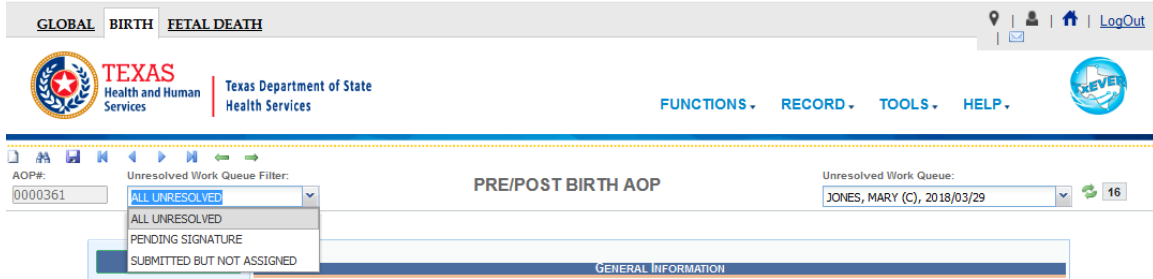 GLOBAL BIRTH FETAL DEATH
| | | LogOut
|
TEXAS
Health and Human
Services
Texas Department of State
Health Services
FUNCTIONS RECORD TOOLS HELP
TxEVER
AOP#: Unresolved Work Queue Filter: Unresolved Work Queue:
PRE/POST BIRTH AOP
0000361 ALL UNRESOLVED JONES, MARY (C), 2018/03/29 16
ALL UNRESOLVED
PENDING SIGNATURE
SUBMITTED BUT NOT ASSIGNED
GENERAL INFORMATION